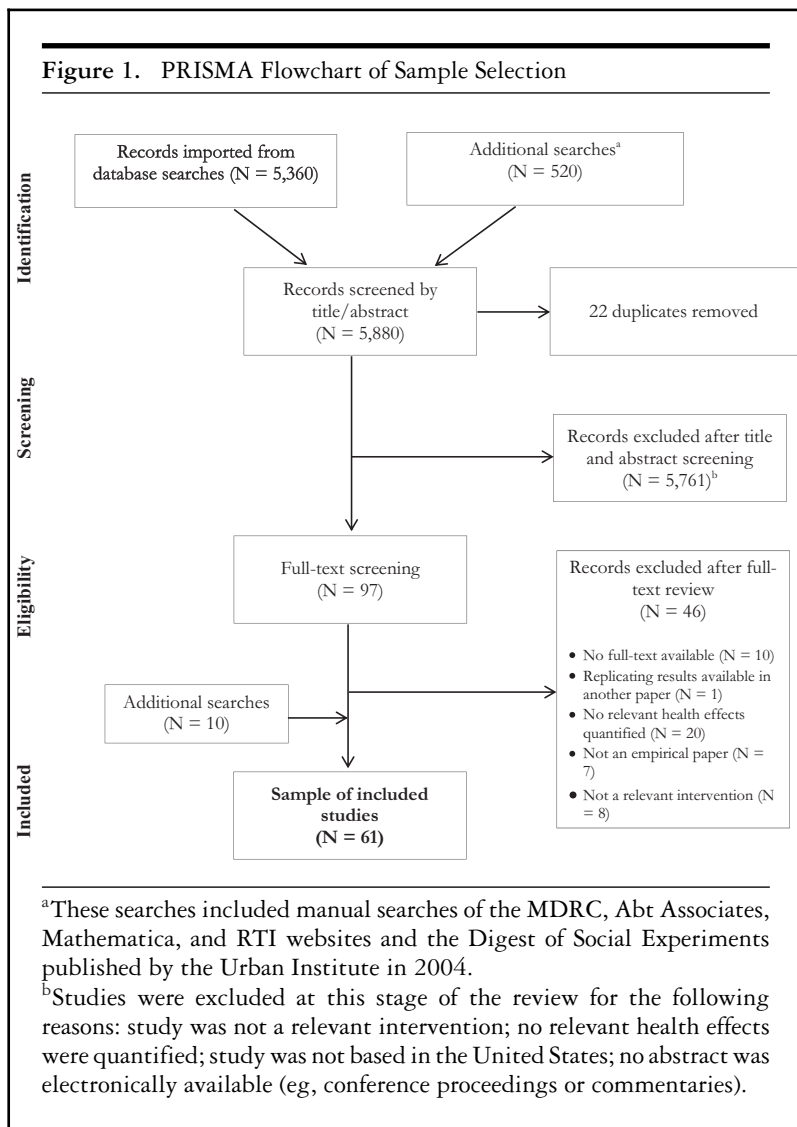 Figure 1. PRISMA Flowchart of Sample Selection
Identification
Records imported from
database searches (N = 5,360)
Additional searchesᵃ
(N = 520)
Records screened by
title/abstract
(N = 5,880)
22 duplicates removed
Screening
Records excluded after title
and abstract screening
(N = 5,761)ᵇ
Eligibility
Full-text screening
(N = 97)
Records excluded after full-
text review
(N = 46)
• No full-text available (N = 10)
• Replicating results available in
another paper (N = 1)
• No relevant health effects
quantified (N = 20)
• Not an empirical paper (N =
7)
• Not a relevant intervention (N
= 8)
Additional searches
(N = 10)
Included
Sample of included
studies
(N = 61)
ᵃThese searches included manual searches of the MDRC, Abt Associates,
Mathematica, and RTI websites and the Digest of Social Experiments
published by the Urban Institute in 2004.
ᵇStudies were excluded at this stage of the review for the following
reasons: study was not a relevant intervention; no relevant health effects
were quantified; study was not based in the United States; no abstract was
electronically available (eg, conference proceedings or commentaries).